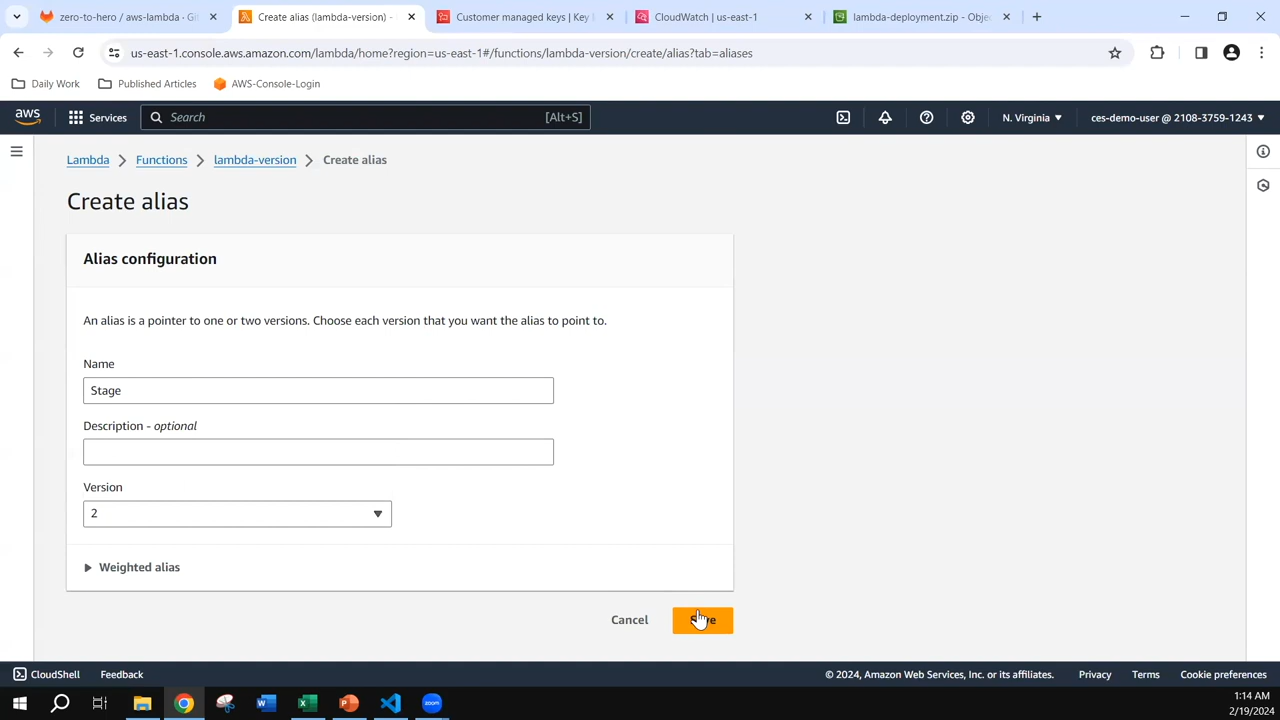 zero-to-hero / aws-lambda · Gi
Create alias (lambda-version) -
Customer managed keys | Key
CloudWatch | us-east-1
lambda-deployment.zip - Objec
us-east-1.console.aws.amazon.com/lambda/home?region=us-east-1#/functions/lambda-version/create/alias?tab=aliases
Daily Work
Published Articles
AWS-Console-Login
aws
Services
Search
[Alt+S]
N. Virginia
ces-demo-user @ 2108-3759-1243
Lambda
Functions
lambda-version
Create alias
Create alias
Alias configuration
An alias is a pointer to one or two versions. Choose each version that you want the alias to point to.
Name
Stage
Description - optional
Version
2
Weighted alias
Cancel
CloudShell
Feedback
© 2024, Amazon Web Services, Inc. or its affiliates.
Privacy
Terms
Cookie preferences
zoom
1:14 AM
2/19/2024